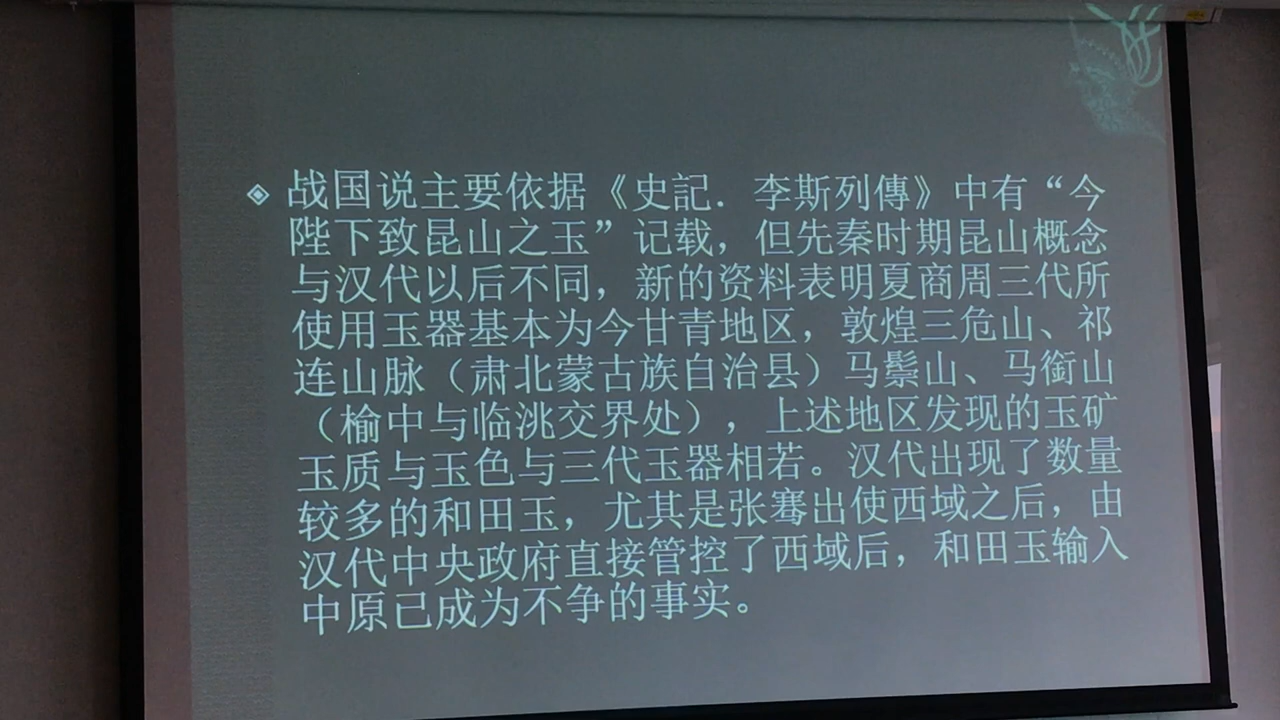 战国说主要依据《史記．李斯列傳》中有“今
陛下致昆山之玉”记载，但先秦时期昆山概念
与汉代以后不同，新的资料表明夏商周三代所
使用玉器基本为今甘青地区，敦煌三危山、祁
连山脉（肃北蒙古族自治县）马鬃山、马衔山
（榆中与临洮交界处），上述地区发现的玉矿
玉质与玉色与三代玉器相若。汉代出现了数量
较多的和田玉，尤其是张骞出使西域之后，由
汉代中央政府直接管控了西域后，和田玉输入
中原已成为不争的事实。